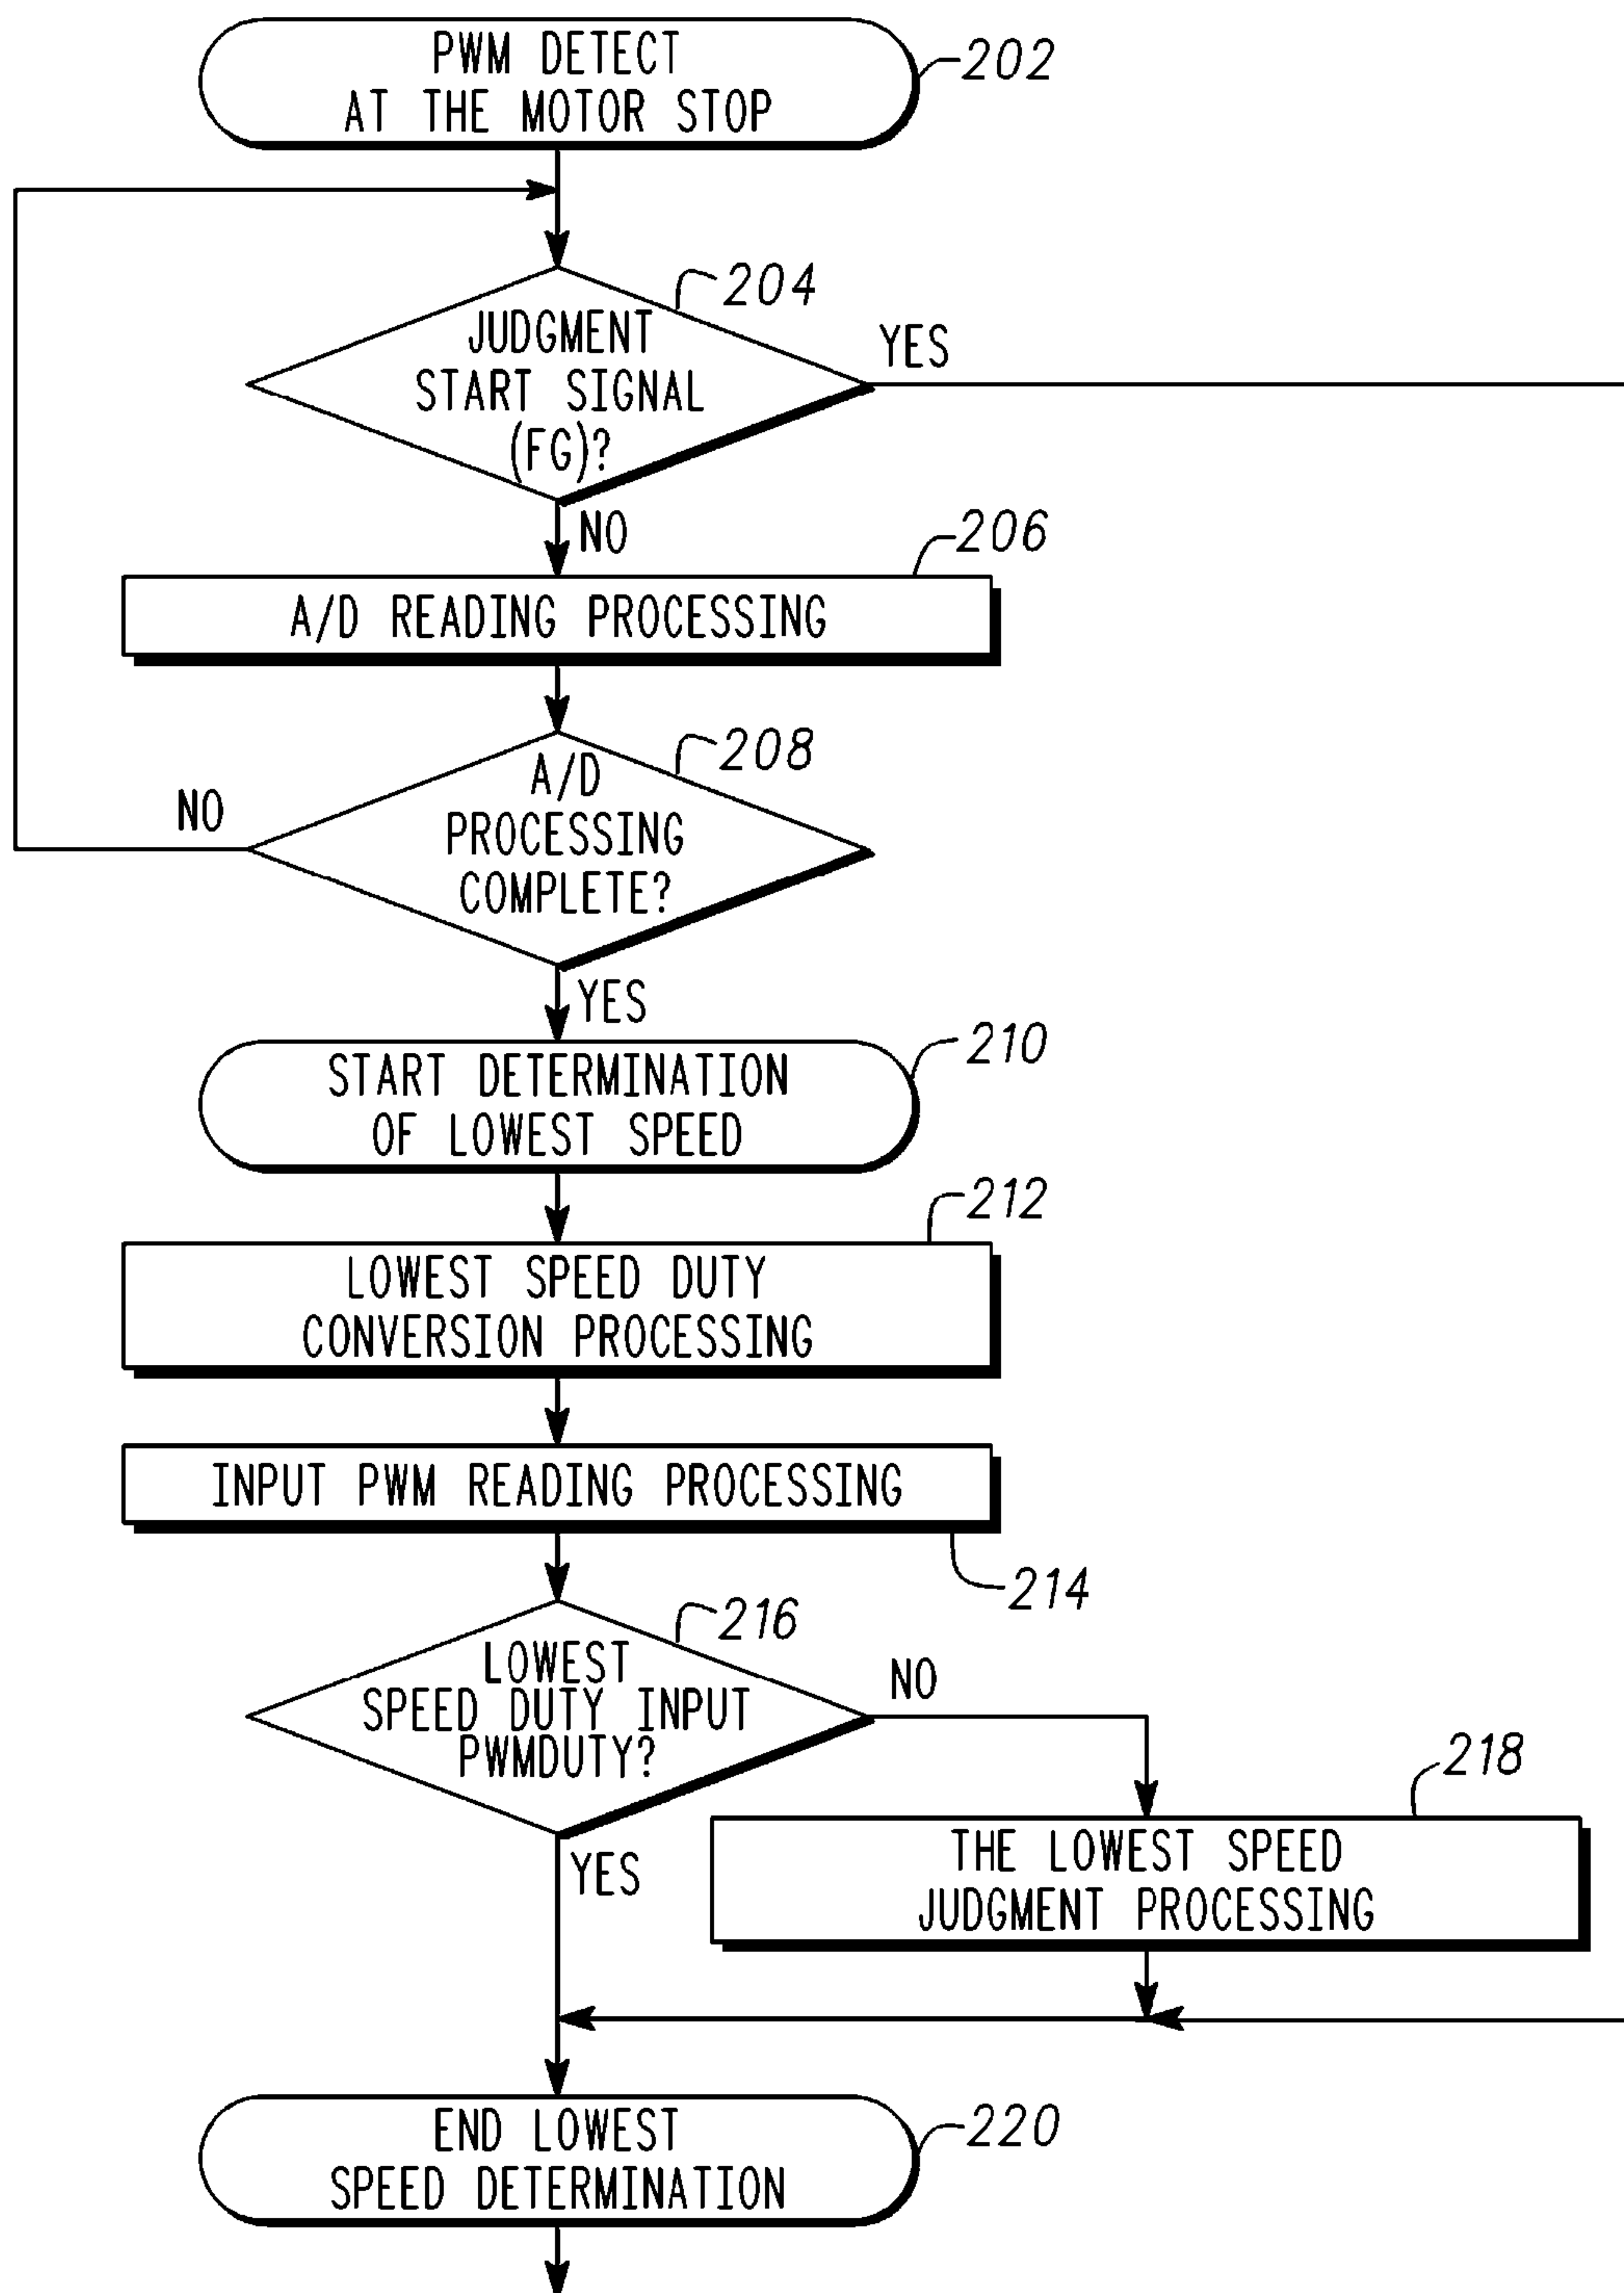 PWM DETECT
AT THE MOTOR STOP
202
204
JUDGMENT
START SIGNAL
(FG)?
YES
NO
206
A/D READING PROCESSING
208
A/D
PROCESSING
COMPLETE?
NO
YES
210
START DETERMINATION
OF LOWEST SPEED
212
LOWEST SPEED DUTY
CONVERSION PROCESSING
INPUT PWM READING PROCESSING
214
216
LOWEST
SPEED DUTY INPUT
PWMDUTY?
NO
YES
218
THE LOWEST SPEED
JUDGMENT PROCESSING
END LOWEST
SPEED DETERMINATION
220